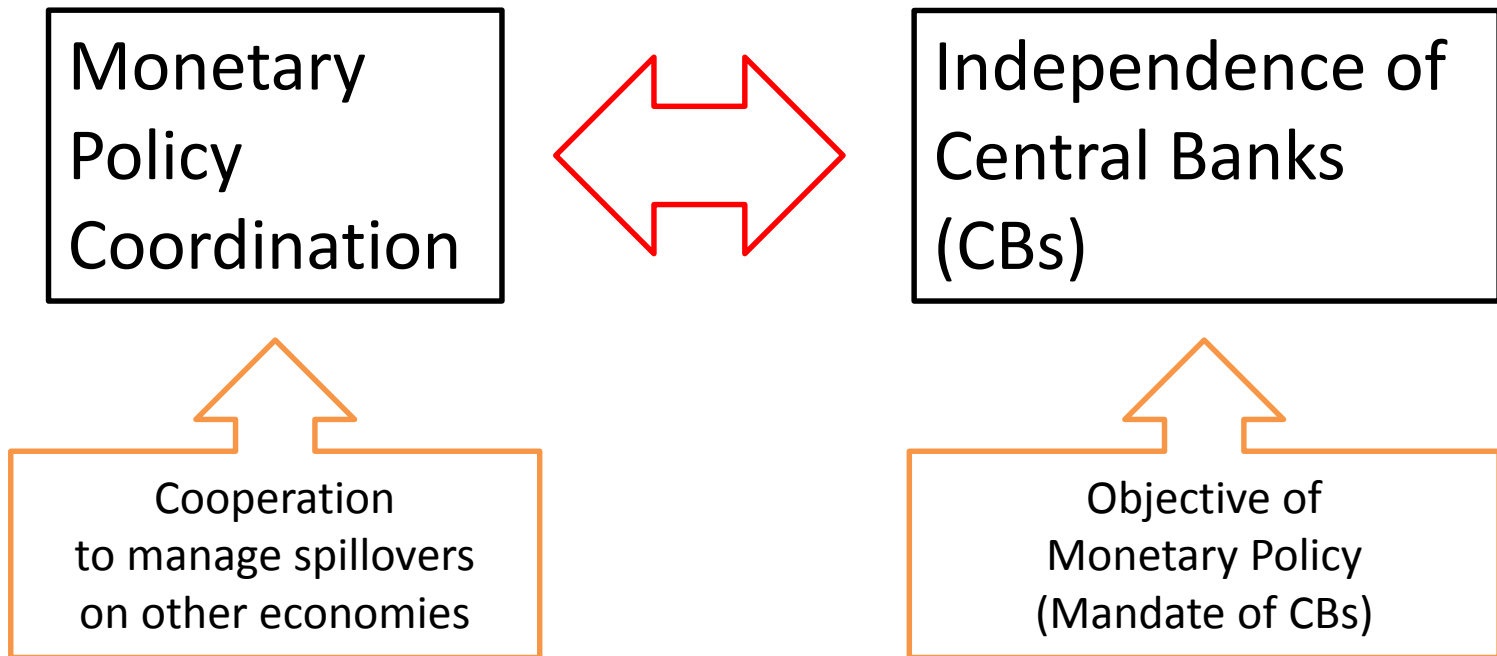 Monetary
Policy
Coordination
Independence of
Central Banks
(CBs)
Cooperation
to manage spillovers
on other economies
Objective of
Monetary Policy
(Mandate of CBs)